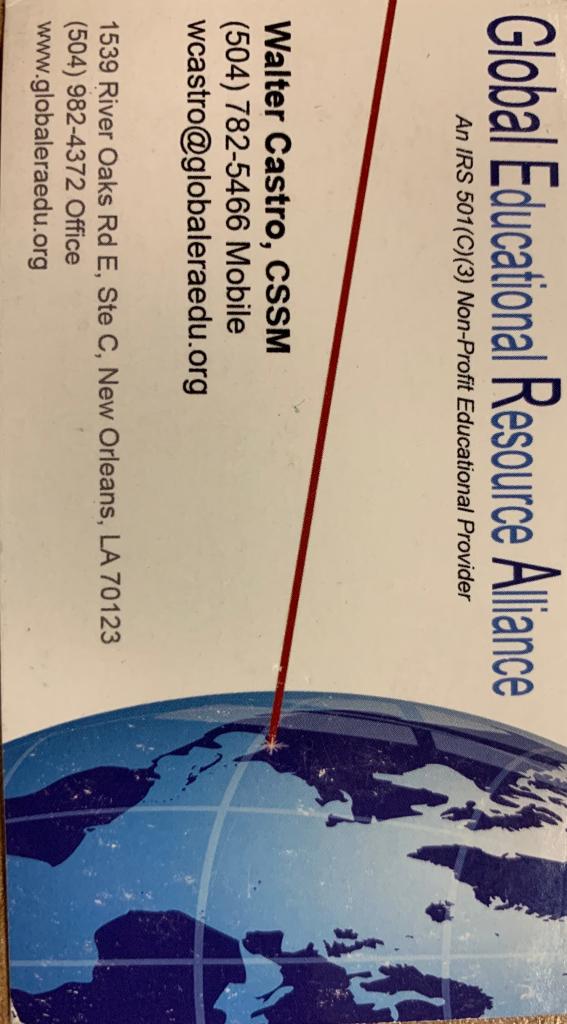 Global Educational Resource Alliance
An IRS 501(C)(3) Non-Profit Educational Provider
Walter Castro, CSSM
(504) 782-5466 Mobile
wcastro@globaleraedu.org
1539 River Oaks Rd E, Ste C, New Orleans, LA 70123
(504) 982-4372 Office
www.globaleraedu.org